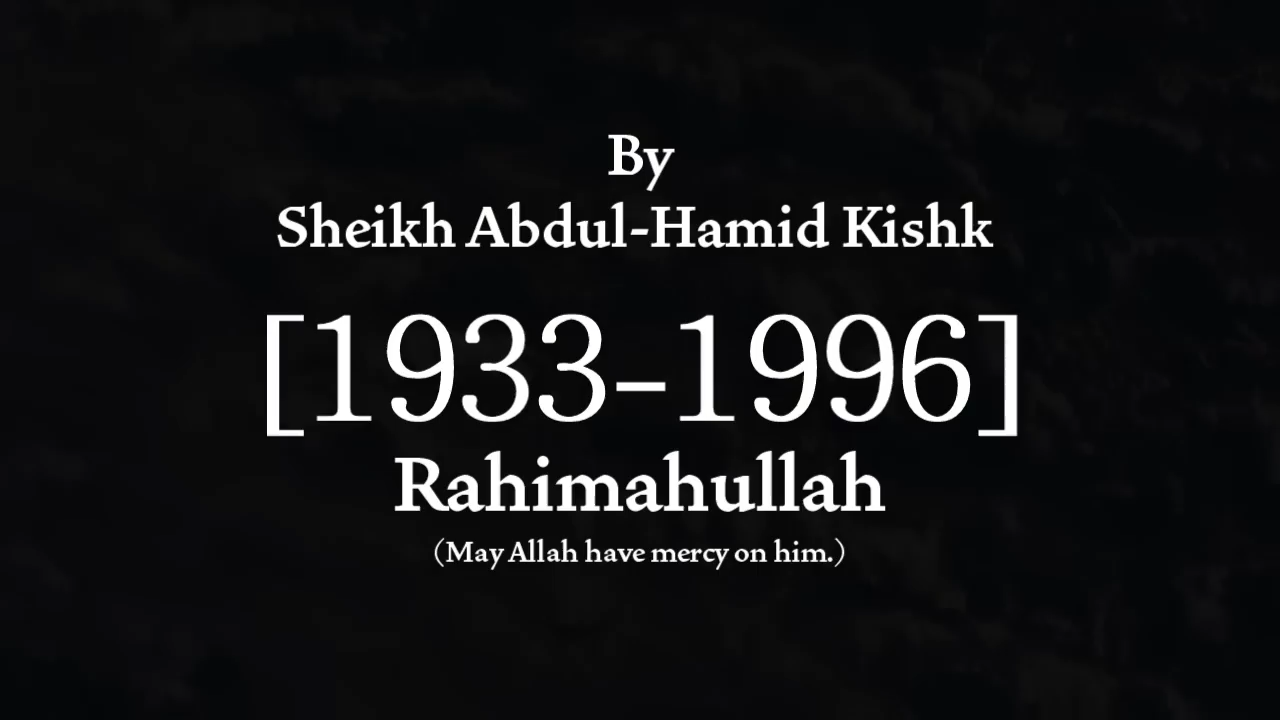 By
Sheikh Abdul-Hamid Kishk
[1933–1996]
Rahimahullah
(May Allah have mercy on him.)